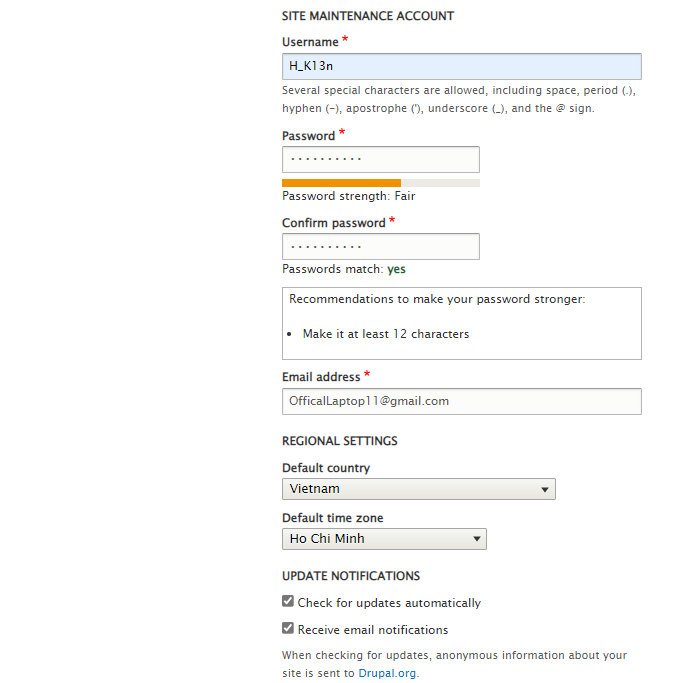 SITE MAINTENANCE ACCOUNT
Username *
H_K13n
Several special characters are allowed, including space, period (.),
hyphen (-), apostrophe ('), underscore (_), and the @ sign.
Password *
··········
Password strength: Fair
Confirm password *
··········
Passwords match: yes
Recommendations to make your password stronger:
• Make it at least 12 characters
Email address *
OfficalLaptop11@gmail.com
REGIONAL SETTINGS
Default country
Vietnam
Default time zone
Ho Chi Minh
UPDATE NOTIFICATIONS
Check for updates automatically
Receive email notifications
When checking for updates, anonymous information about your
site is sent to Drupal.org.